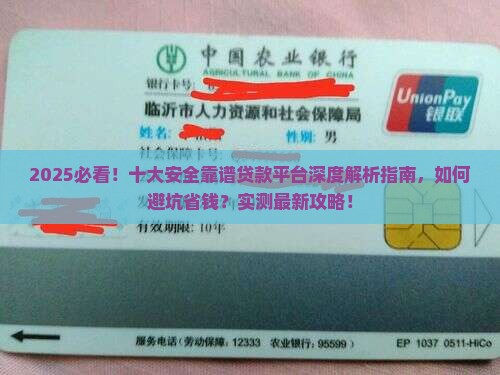 中国农业银行
AGRICULTURAL BANK OF CHINA
银行卡号:
UnionPay
银联
临沂市人力资源和社会保障局
姓名:
性别: 男
社会保障卡号:
2025必看！十大安全靠谱贷款平台深度解析指南，如何
避坑省钱？实测最新攻略！
有效期限: 10年
服务电话(劳动保障: 12333 农业银行: 95599)
EP 1037 0511-HiCo